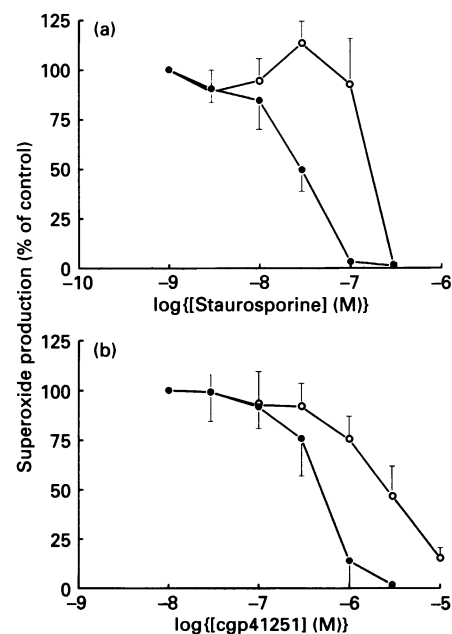 Superoxide production (% of control)
(a)
125
100
75
50
25
0
−10 −9 −8 −7 −6
log{[Staurosporine] (M)}
(b)
125
100
75
50
25
0
−9 −8 −7 −6 −5
log{[cgp41251] (M)}